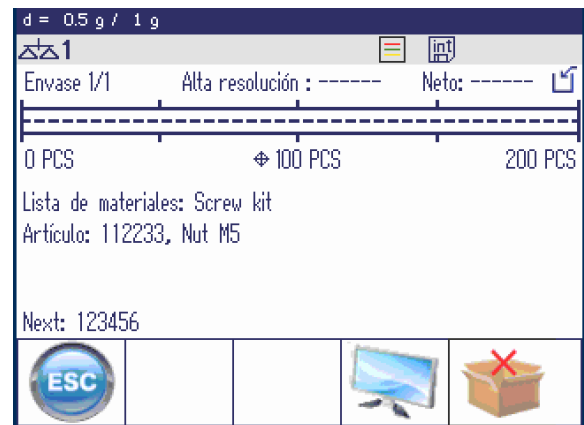 d = 0.5 g / 1 g
1
int
Envase 1/1 Alta resolución : ------ Neto: ------
0 PCS 100 PCS 200 PCS
Lista de materiales: Screw kit
Artículo: 112233, Nut M5
Next: 123456
ESC